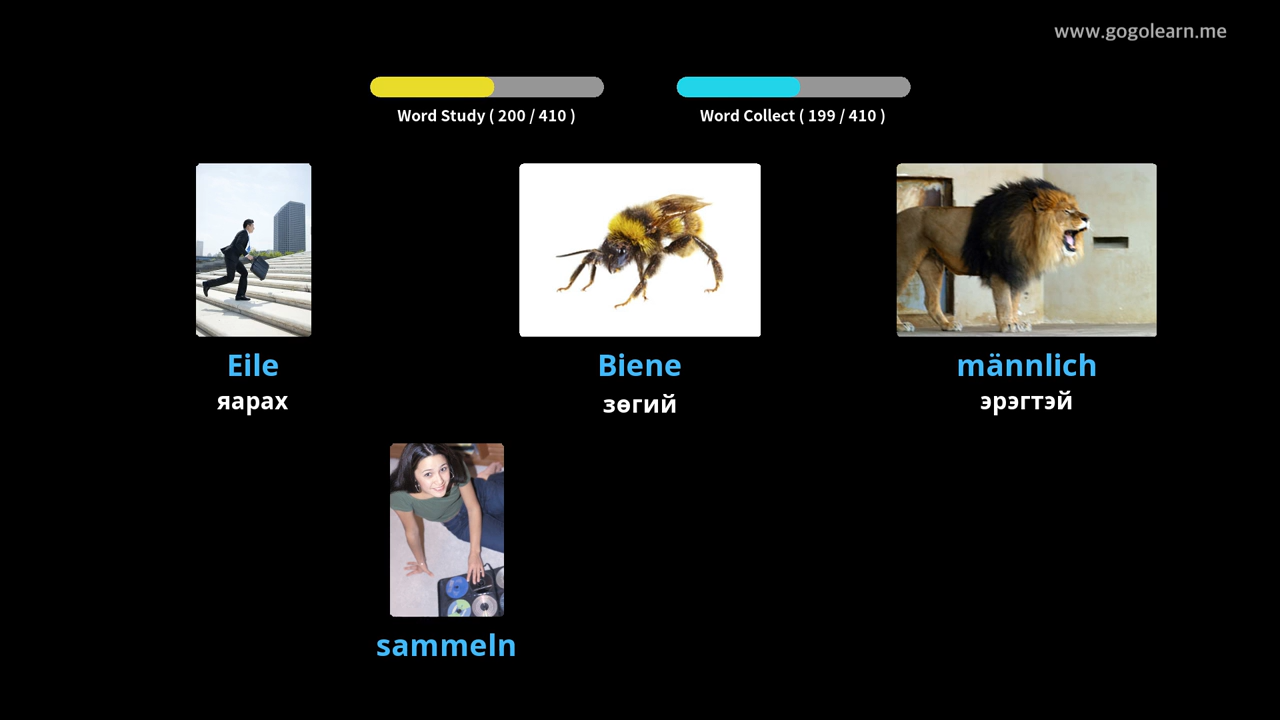 www.gogolearn.me
Word Study ( 200 / 410 )
Word Collect ( 199 / 410 )
Eile
яарах
Biene
зөгий
männlich
эрэгтэй
sammeln